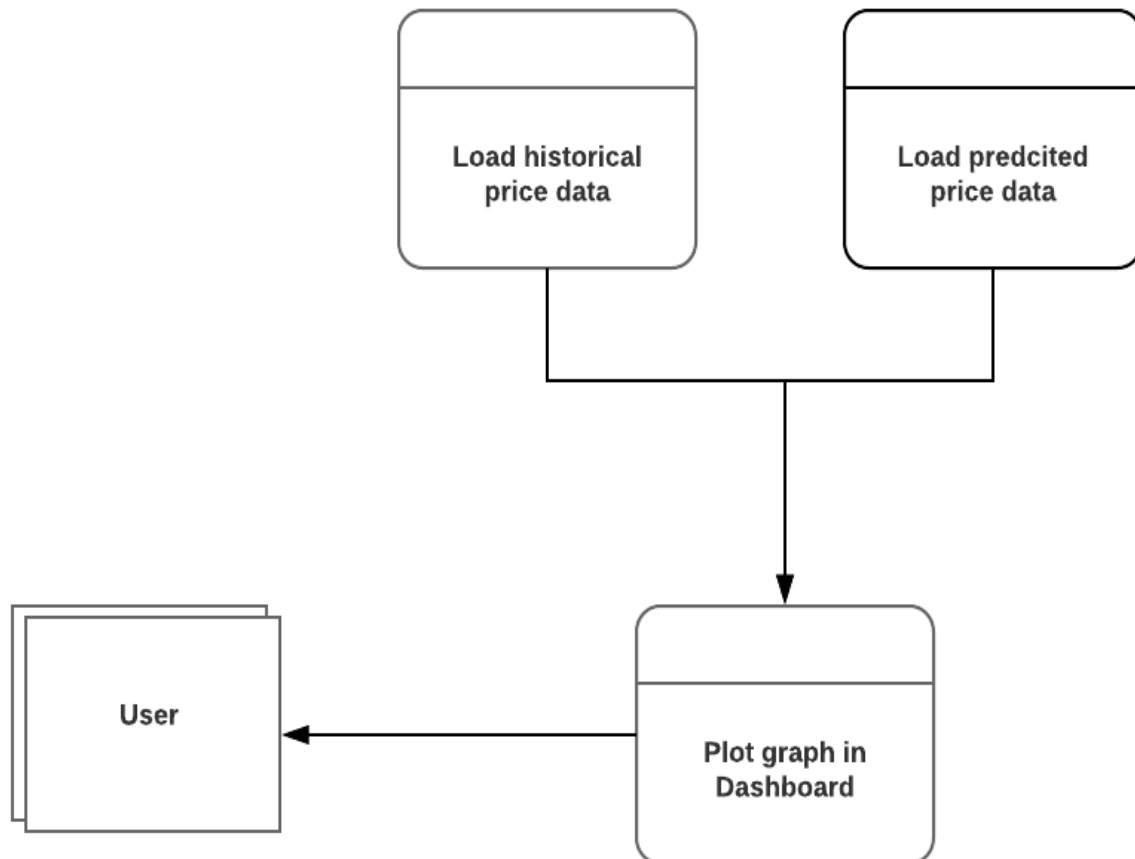 Load historical
price data
Load predcited
price data
User
Plot graph in
Dashboard